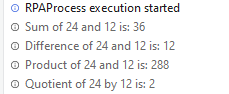 RPAProcess execution started
Sum of 24 and 12 is: 36
Difference of 24 and 12 is: 12
Product of 24 and 12 is: 288
Quotient of 24 by 12 is: 2